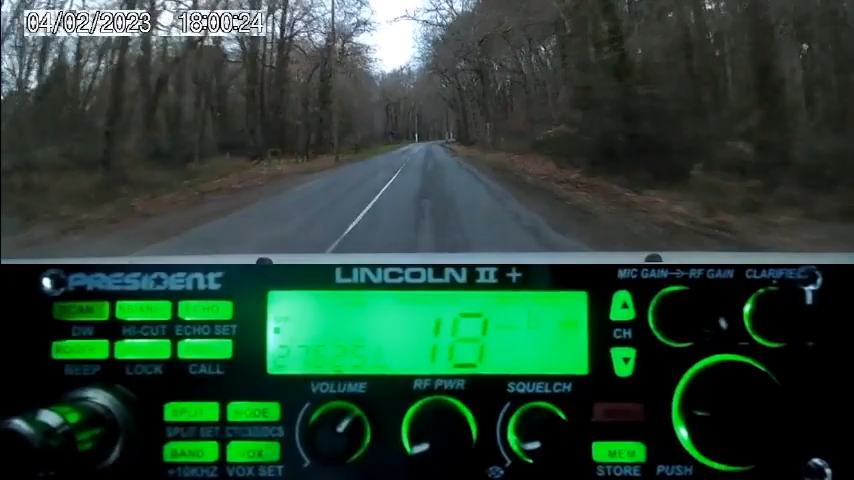 04/02/2023 18:00:24
PRESIDENT LINCOLN II + MIC GAIN RF GAIN CLARIFIER
SCAN ECHO
DW HI-CUT ECHO SET CH
18
BEEP LOCK CALL
VOLUME RF PWR SQUELCH
SPLIT MODE
SPLIT SET CTCSS/DCS
BAND VOX MEM
+10KHZ VOX SET STORE PUSH